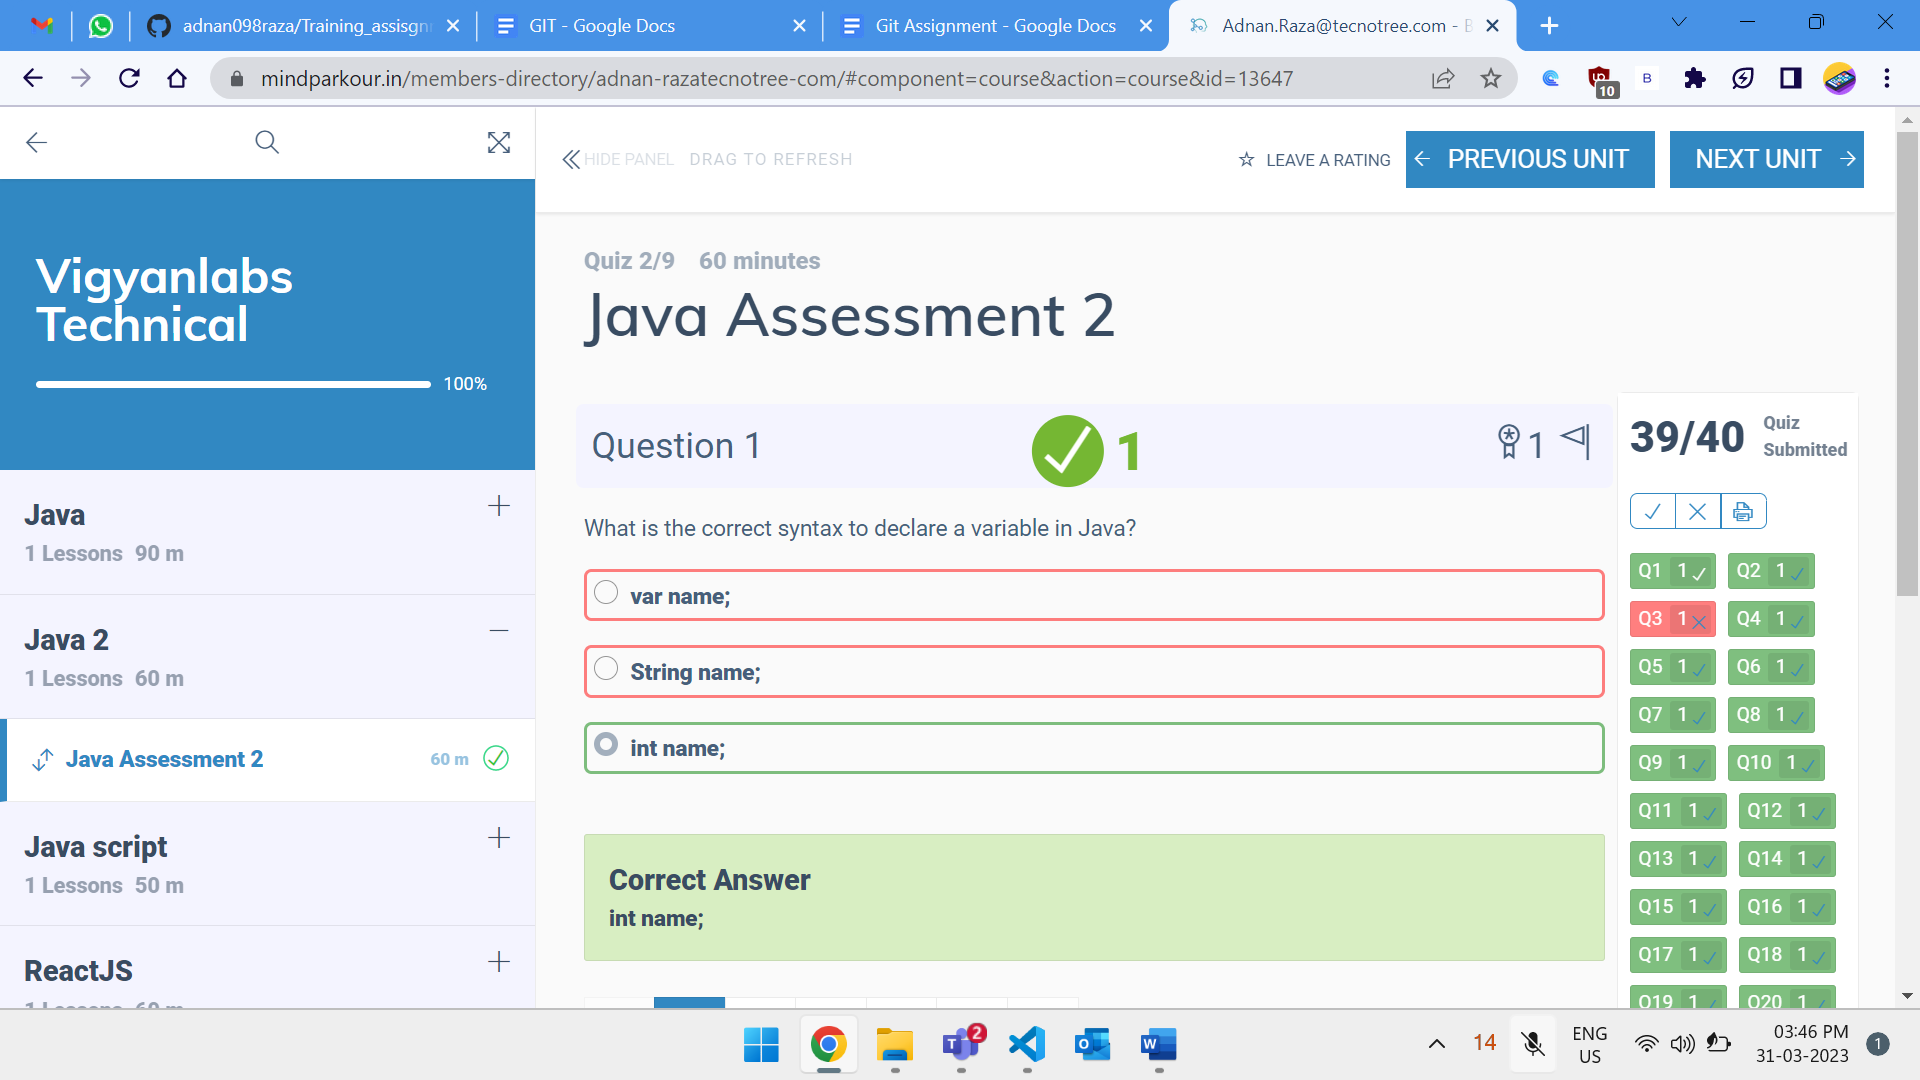 adnan098raza/Training_assisgn
GIT - Google Docs
Git Assignment - Google Docs
Adnan.Raza@tecnotree.com - B
mindparkour.in/members-directory/adnan-razatecnotree-com/#component=course&action=course&id=13647
10
B
HIDE PANEL DRAG TO REFRESH
LEAVE A RATING
PREVIOUS UNIT
NEXT UNIT
Vigyanlabs
Technical
100%
Java
1 Lessons 90 m
Java 2
1 Lessons 60 m
Java Assessment 2
60 m
Java script
1 Lessons 50 m
ReactJS
1 Lessons 60 m
Quiz 2/9 60 minutes
Java Assessment 2
Question 1
1
1
What is the correct syntax to declare a variable in Java?
var name;
String name;
int name;
Correct Answer
int name;
39/40
Quiz
Submitted
Q1 1 Q2 1
Q3 1 Q4 1
Q5 1 Q6 1
Q7 1 Q8 1
Q9 1 Q10 1
Q11 1 Q12 1
Q13 1 Q14 1
Q15 1 Q16 1
Q17 1 Q18 1
Q19 1 Q20 1
T
2
O
W
14
ENG
US
03:46 PM
31-03-2023
1